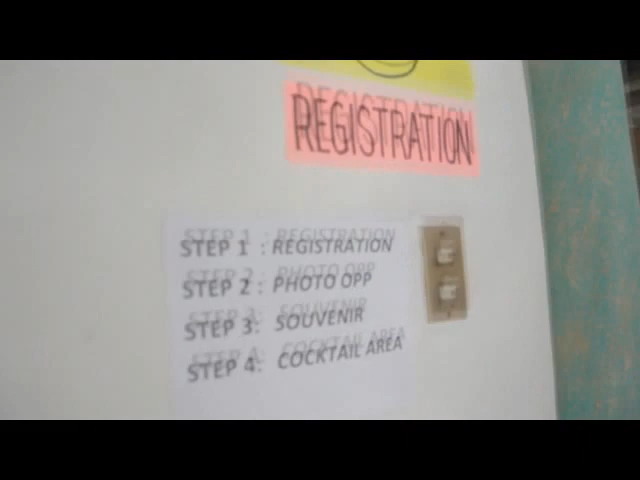 REGISTRATION
STEP 1 : REGISTRATION
STEP 2 : PHOTO OPP
STEP 3: SOUVENIR
STEP 4: COCKTAIL AREA